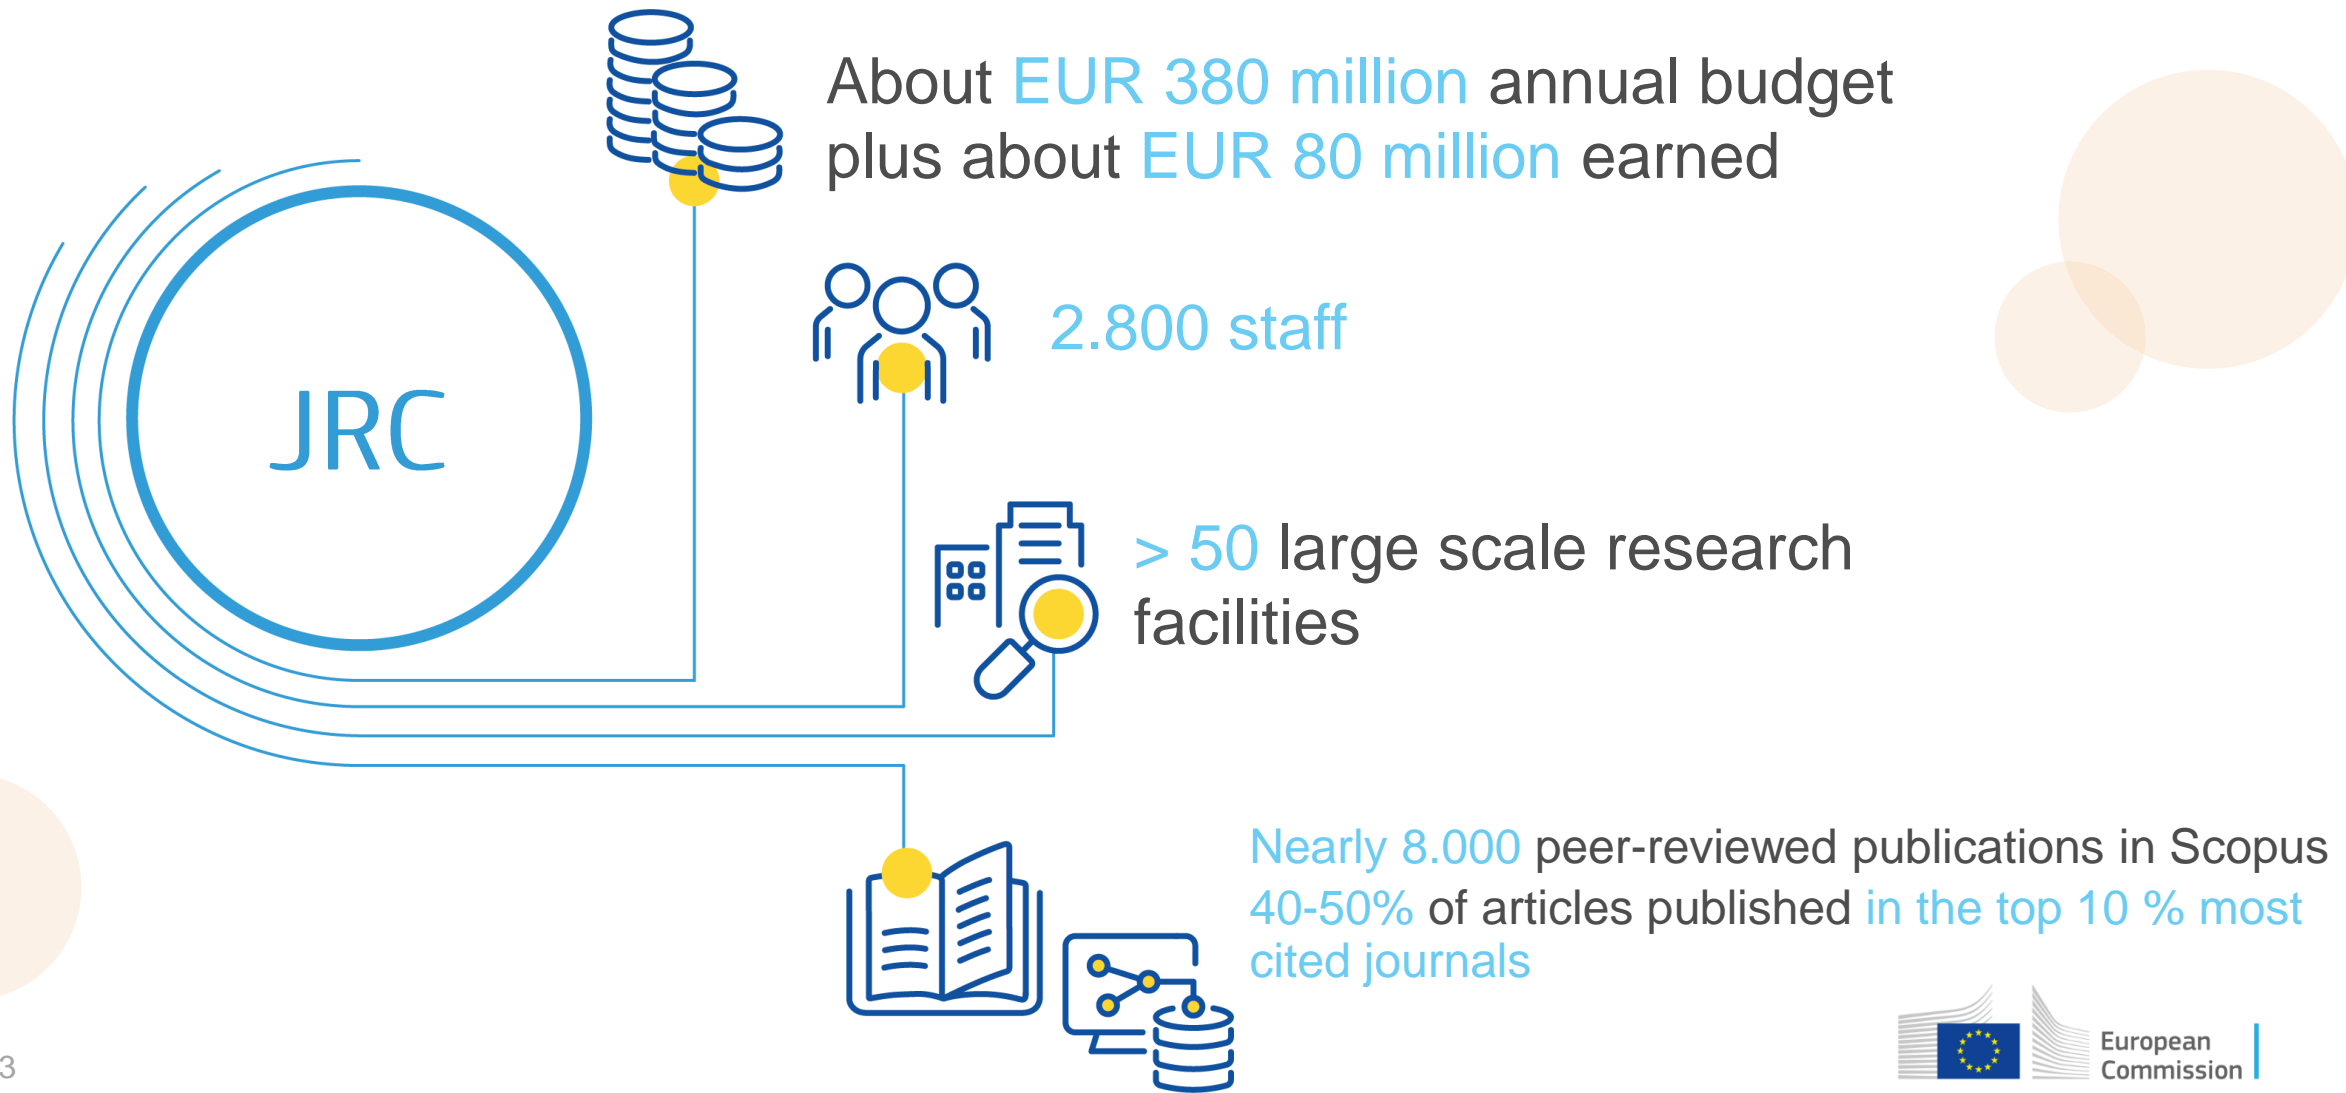 About EUR 380 million annual budget
plus about EUR 80 million earned
2.800 staff
JRC
> 50 large scale research
facilities
Nearly 8.000 peer-reviewed publications in Scopus
40-50% of articles published in the top 10 % most
cited journals
European
Commission
3